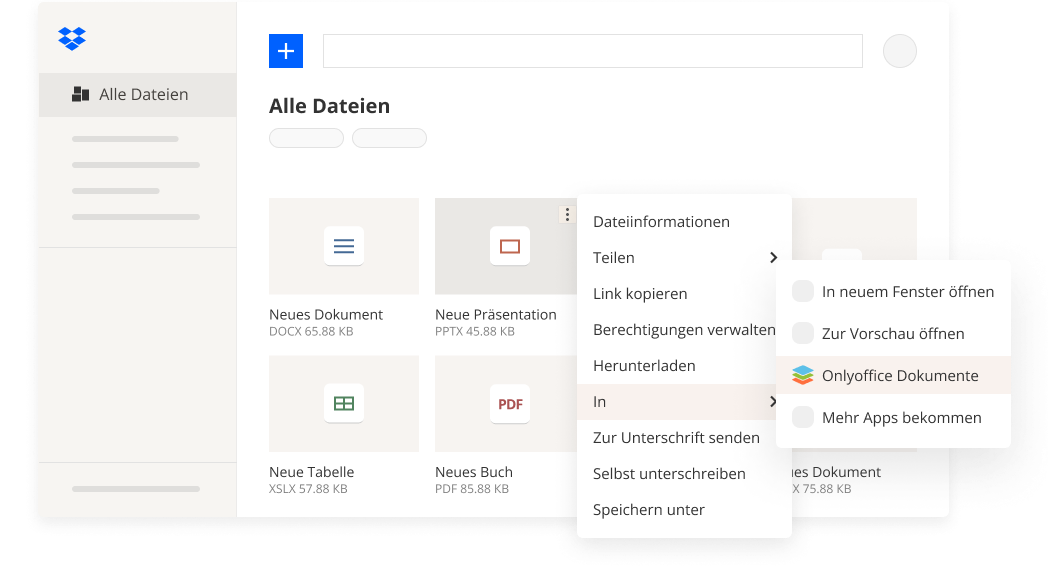 Alle Dateien
Alle Dateien
Neues Dokument
DOCX 65.88 KB
Neue Präsentation
PPTX 45.88 KB
Neue Tabelle
XSLX 57.88 KB
PDF
Neues Buch
PDF 85.88 KB
ues Dokument
X 75.88 KB
Dateiinformationen
Teilen
Link kopieren
Berechtigungen verwalten
Herunterladen
In
Zur Unterschrift senden
Selbst unterschreiben
Speichern unter
In neuem Fenster öffnen
Zur Vorschau öffnen
Onlyoffice Dokumente
Mehr Apps bekommen